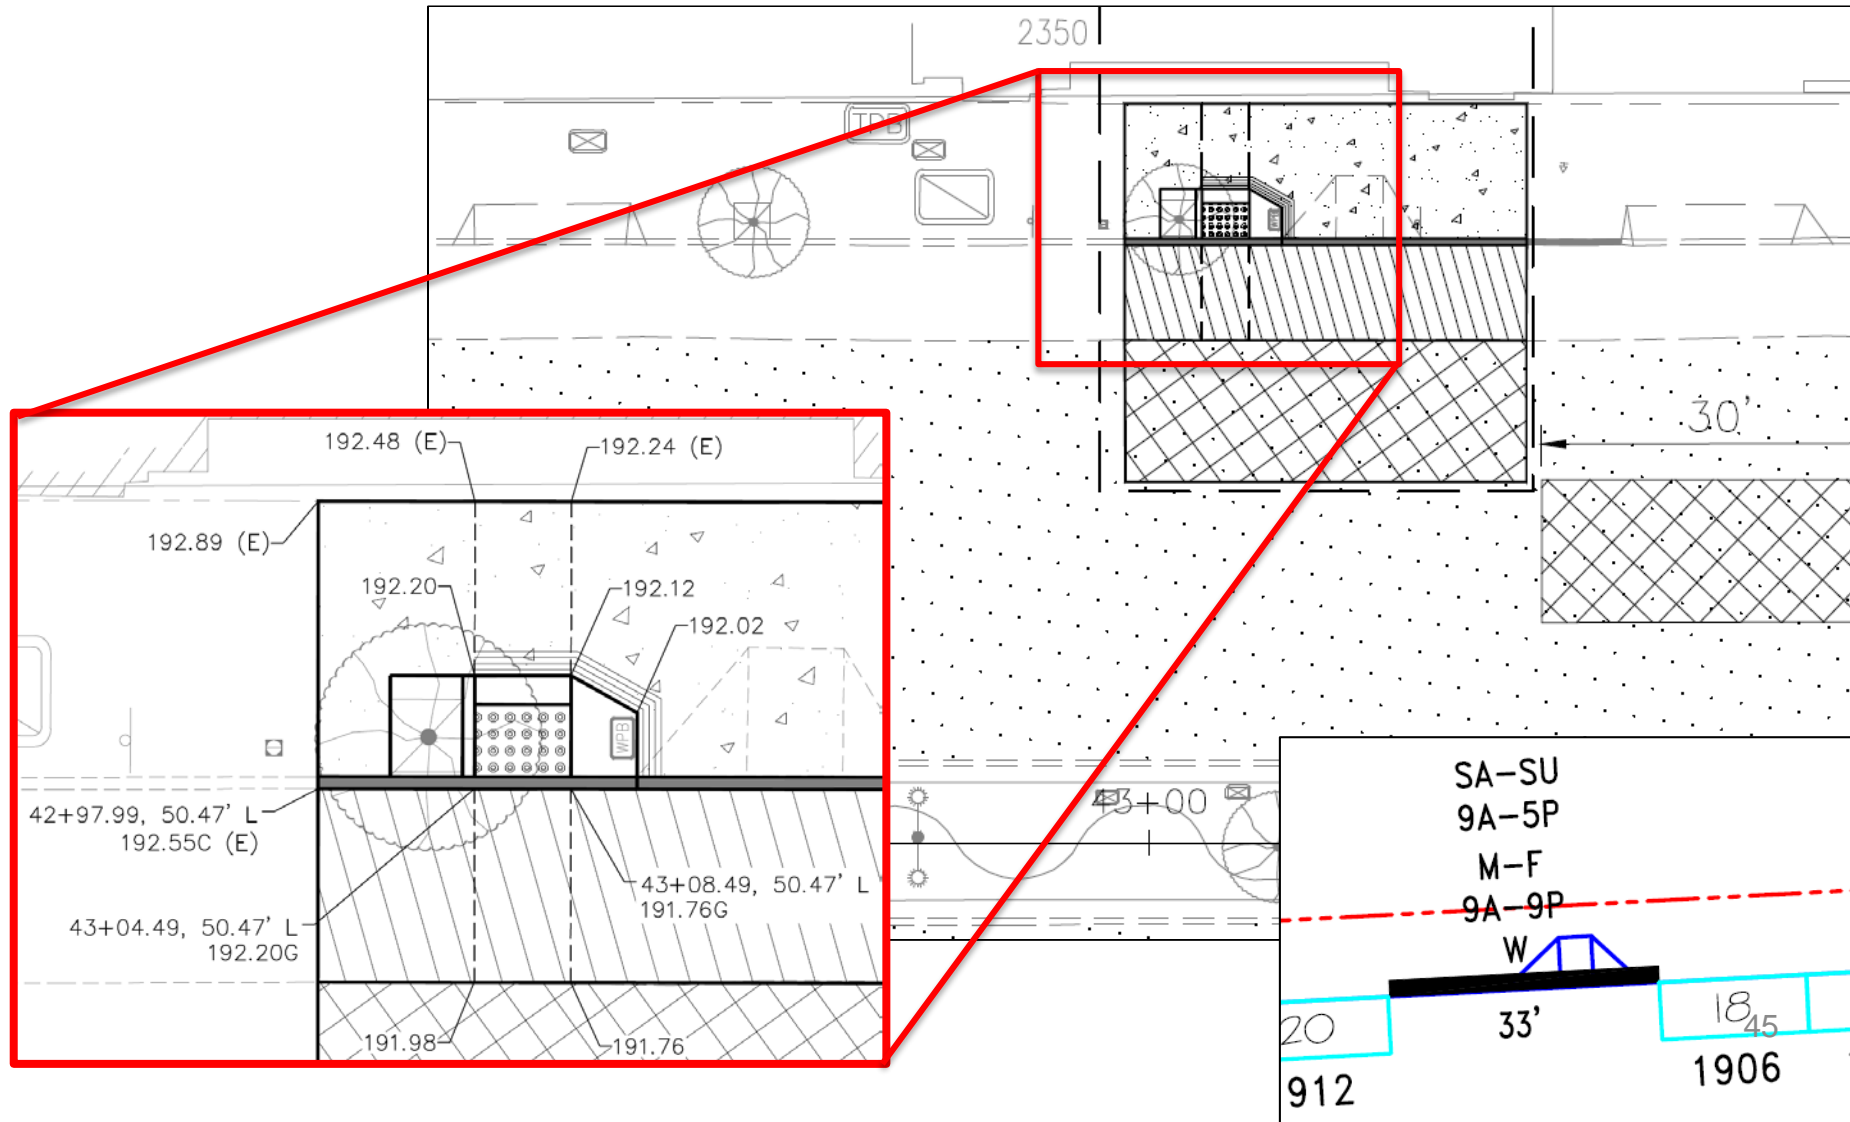 2350
TPB
30'
192.48 (E)
192.24 (E)
192.89 (E)
192.20
192.12
192.02
WPB
42+97.99, 50.47' L
192.55C (E)
43+08.49, 50.47' L
191.76G
43+04.49, 50.47' L
192.20G
191.98
191.76
43+00
SA-SU
9A-5P
M-F
9A-9P
W
20
33'
18
45
912
1906